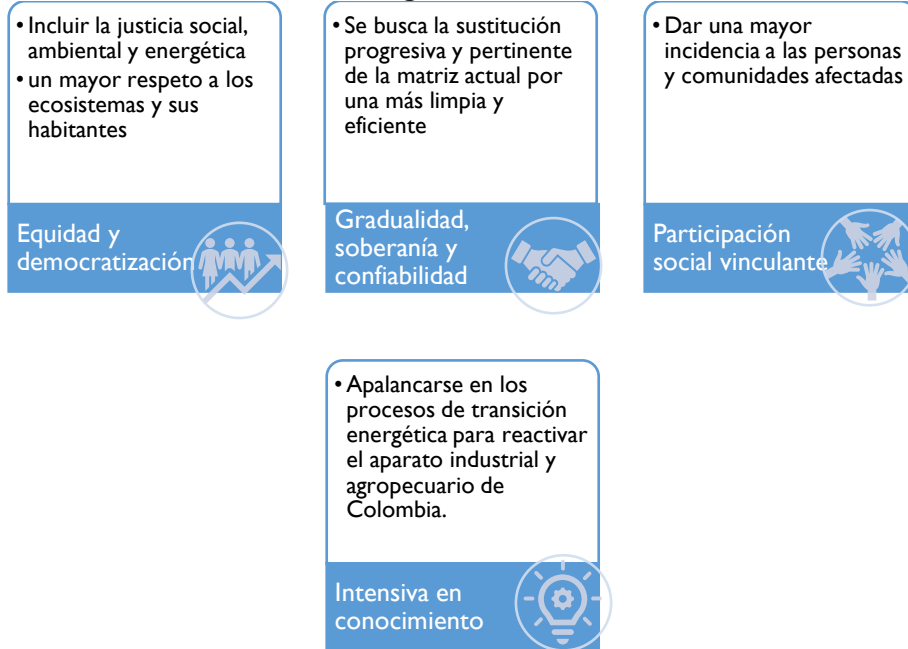 • Incluir la justicia social,
ambiental y energética
• un mayor respeto a los
ecosistemas y sus
habitantes
Equidad y
democratización
• Se busca la sustitución
progresiva y pertinente
de la matriz actual por
una más limpia y
eficiente
Gradualidad,
soberanía y
confiabilidad
• Dar una mayor
incidencia a las personas
y comunidades afectadas
Participación
social vinculante
• Apalancarse en los
procesos de transición
energética para reactivar
el aparato industrial y
agropecuario de
Colombia.
Intensiva en
conocimiento